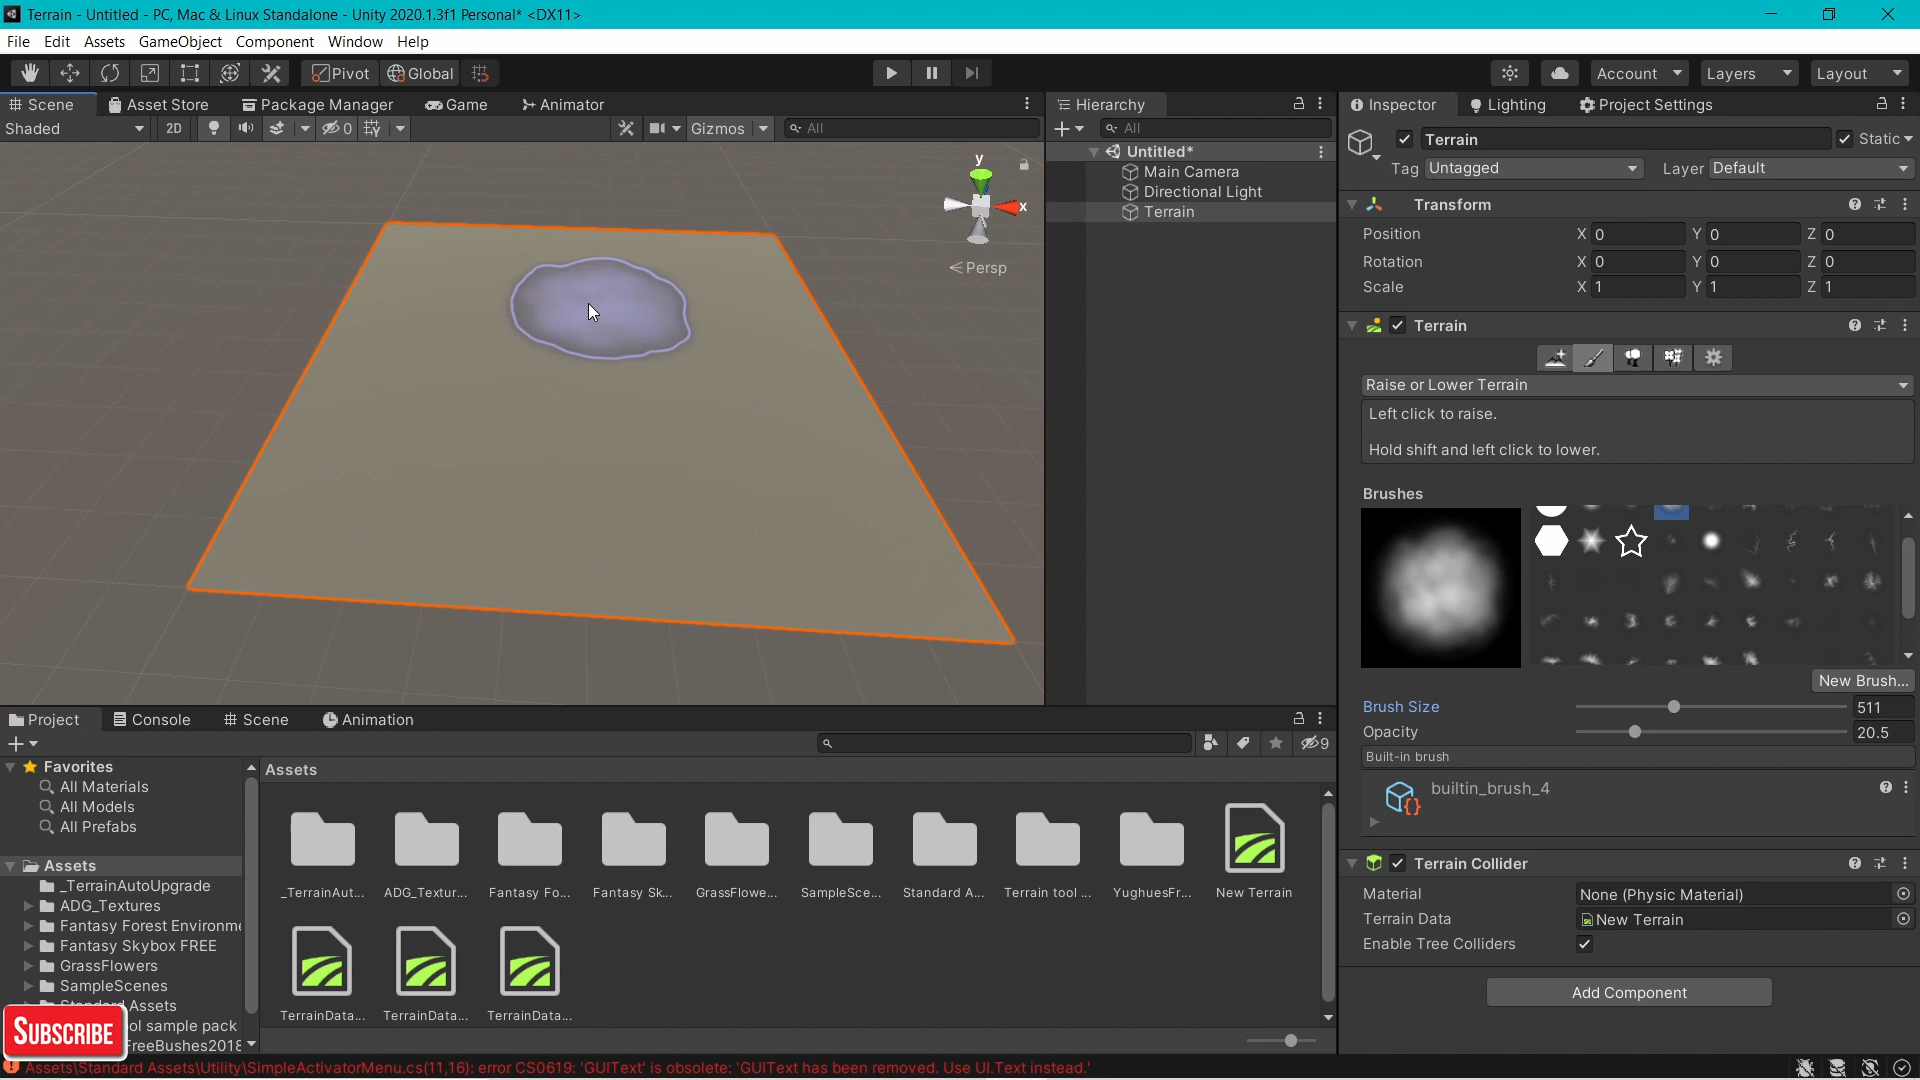 Terrain - Untitled - PC, Mac & Linux Standalone - Unity 2020.1.3f1 Personal* <DX11>
File Edit Assets GameObject Component Window Help
Pivot Global Account Layers Layout
Scene Asset Store Package Manager Game Animator
Shaded 2D 0 Gizmos All
y
x
Persp
Hierarchy
All
Untitled*
Main Camera
Directional Light
Terrain
Inspector Lighting Project Settings
Terrain Static
Tag Untagged Layer Default
Transform
Position X 0 Y 0 Z 0
Rotation X 0 Y 0 Z 0
Scale X 1 Y 1 Z 1
Terrain
Raise or Lower Terrain
Left click to raise.
Hold shift and left click to lower.
Brushes
New Brush...
Brush Size 511
Opacity 20.5
Built-in brush
builtin_brush_4
Terrain Collider
Material None (Physic Material)
Terrain Data New Terrain
Enable Tree Colliders
Add Component
Project Console Scene Animation
9
Favorites
All Materials
All Models
All Prefabs
Assets
_TerrainAutoUpgrade
ADG_Textures
Fantasy Forest Environme
Fantasy Skybox FREE
GrassFlowers
SampleScenes
Standard Assets
ol sample pack
FreeBushes2018
SUBSCRIBE
Assets
_TerrainAut... ADG_Textur... Fantasy Fo... Fantasy Sk... GrassFlowe... SampleSce... Standard A... Terrain tool ... YughuesFr... New Terrain
TerrainData... TerrainData... TerrainData...
Assets\Standard Assets\Utility\SimpleActivatorMenu.cs(11,16): error CS0619: 'GUIText' is obsolete: 'GUIText has been removed. Use UI.Text instead.'